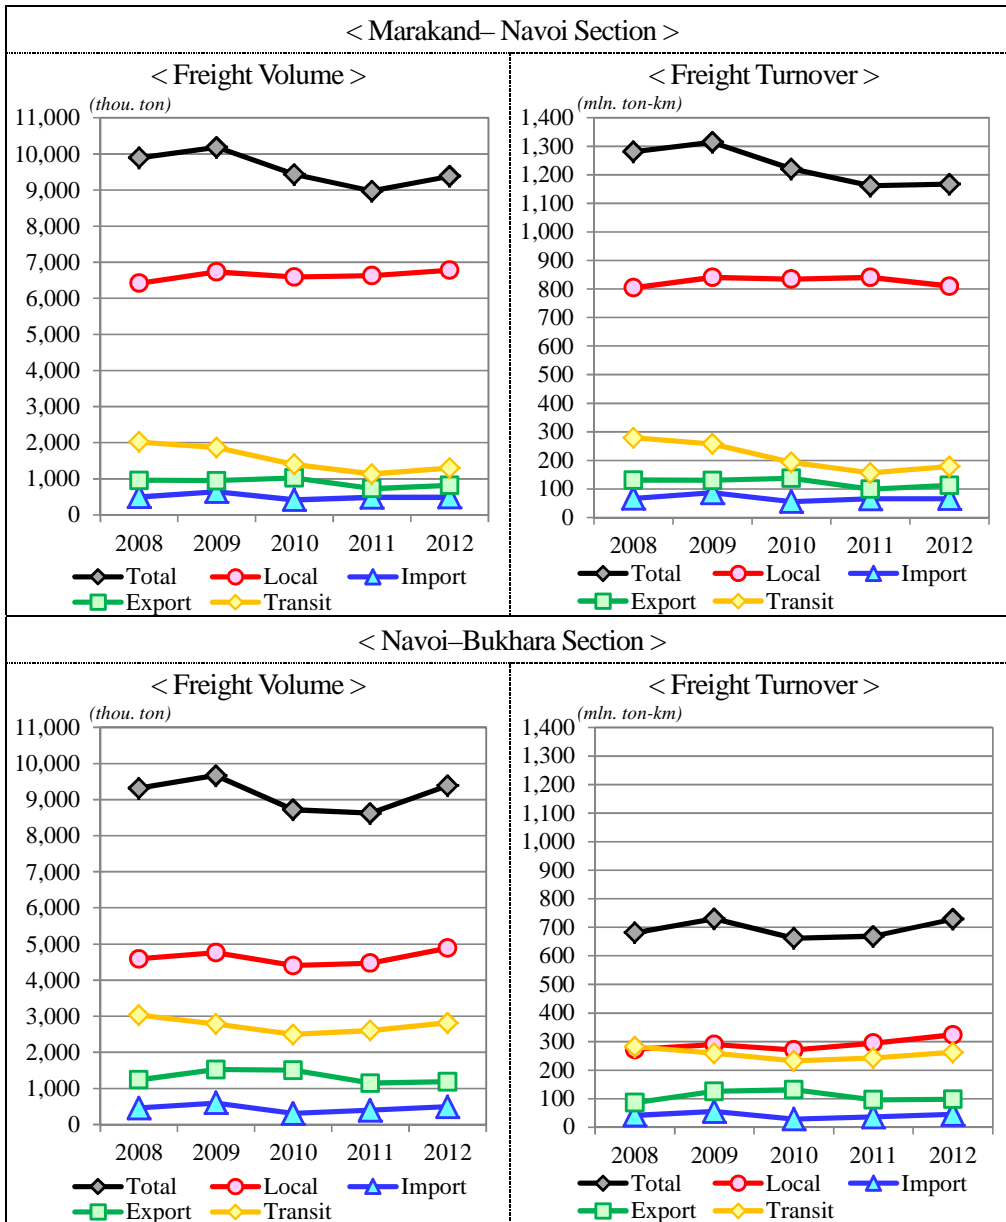 < Marakand– Navoi Section >
< Freight Volume >
(thou. ton)
11,000
10,000
9,000
8,000
7,000
6,000
5,000
4,000
3,000
2,000
1,000
0
2008 2009 2010 2011 2012
Total Local Import
Export Transit
< Freight Turnover >
(mln. ton-km)
1,400
1,300
1,200
1,100
1,000
900
800
700
600
500
400
300
200
100
0
2008 2009 2010 2011 2012
Total Local Import
Export Transit
< Navoi–Bukhara Section >
< Freight Volume >
(thou. ton)
11,000
10,000
9,000
8,000
7,000
6,000
5,000
4,000
3,000
2,000
1,000
0
2008 2009 2010 2011 2012
Total Local Import
Export Transit
< Freight Turnover >
(mln. ton-km)
1,400
1,300
1,200
1,100
1,000
900
800
700
600
500
400
300
200
100
0
2008 2009 2010 2011 2012
Total Local Import
Export Transit